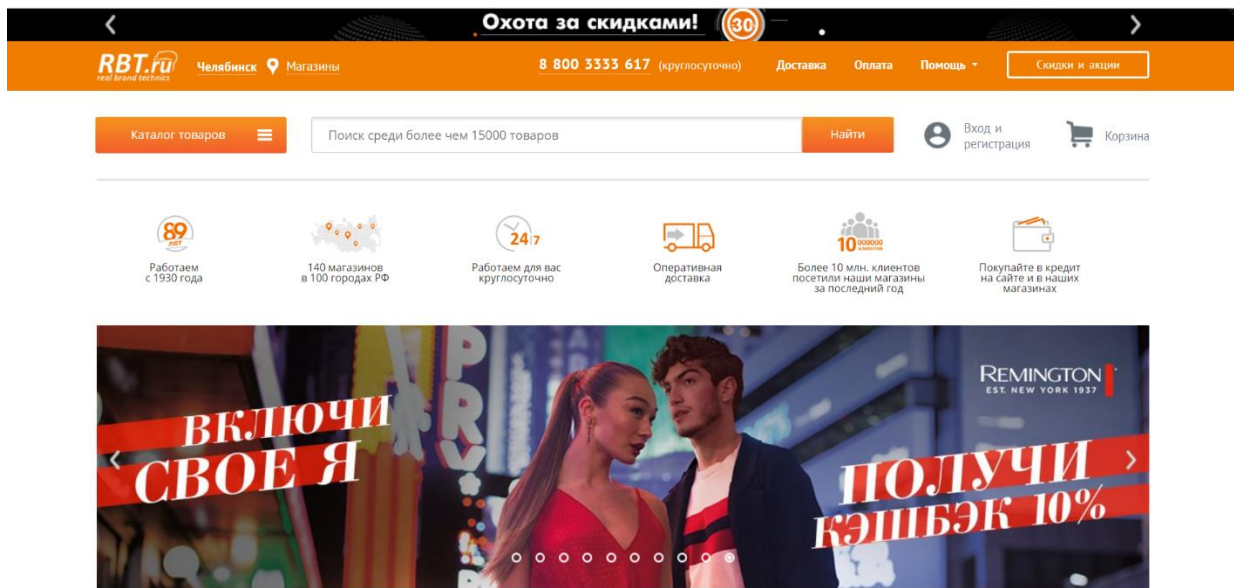 Охота за скидками! 30
RBT.ru
real brand technics
Челябинск Магазины 8 800 3333 617 (круглосуточно) Доставка Оплата Помощь Скидки и акции
Каталог товаров Поиск среди более чем 15000 товаров Найти
Вход и
регистрация
Корзина
89
лет
Работаем
с 1930 года
140 магазинов
в 100 городах РФ
24 7
Работаем для вас
круглосуточно
Оперативная
доставка
10 000000
клиентов
Более 10 млн. клиентов
посетили наши магазины
за последний год
Покупайте в кредит
на сайте и в наших
магазинах
REMINGTON
EST. NEW YORK 1937
ВКЛЮЧИ
СВОЕ Я
ПОЛУЧИ
КЭШБЭК 10%